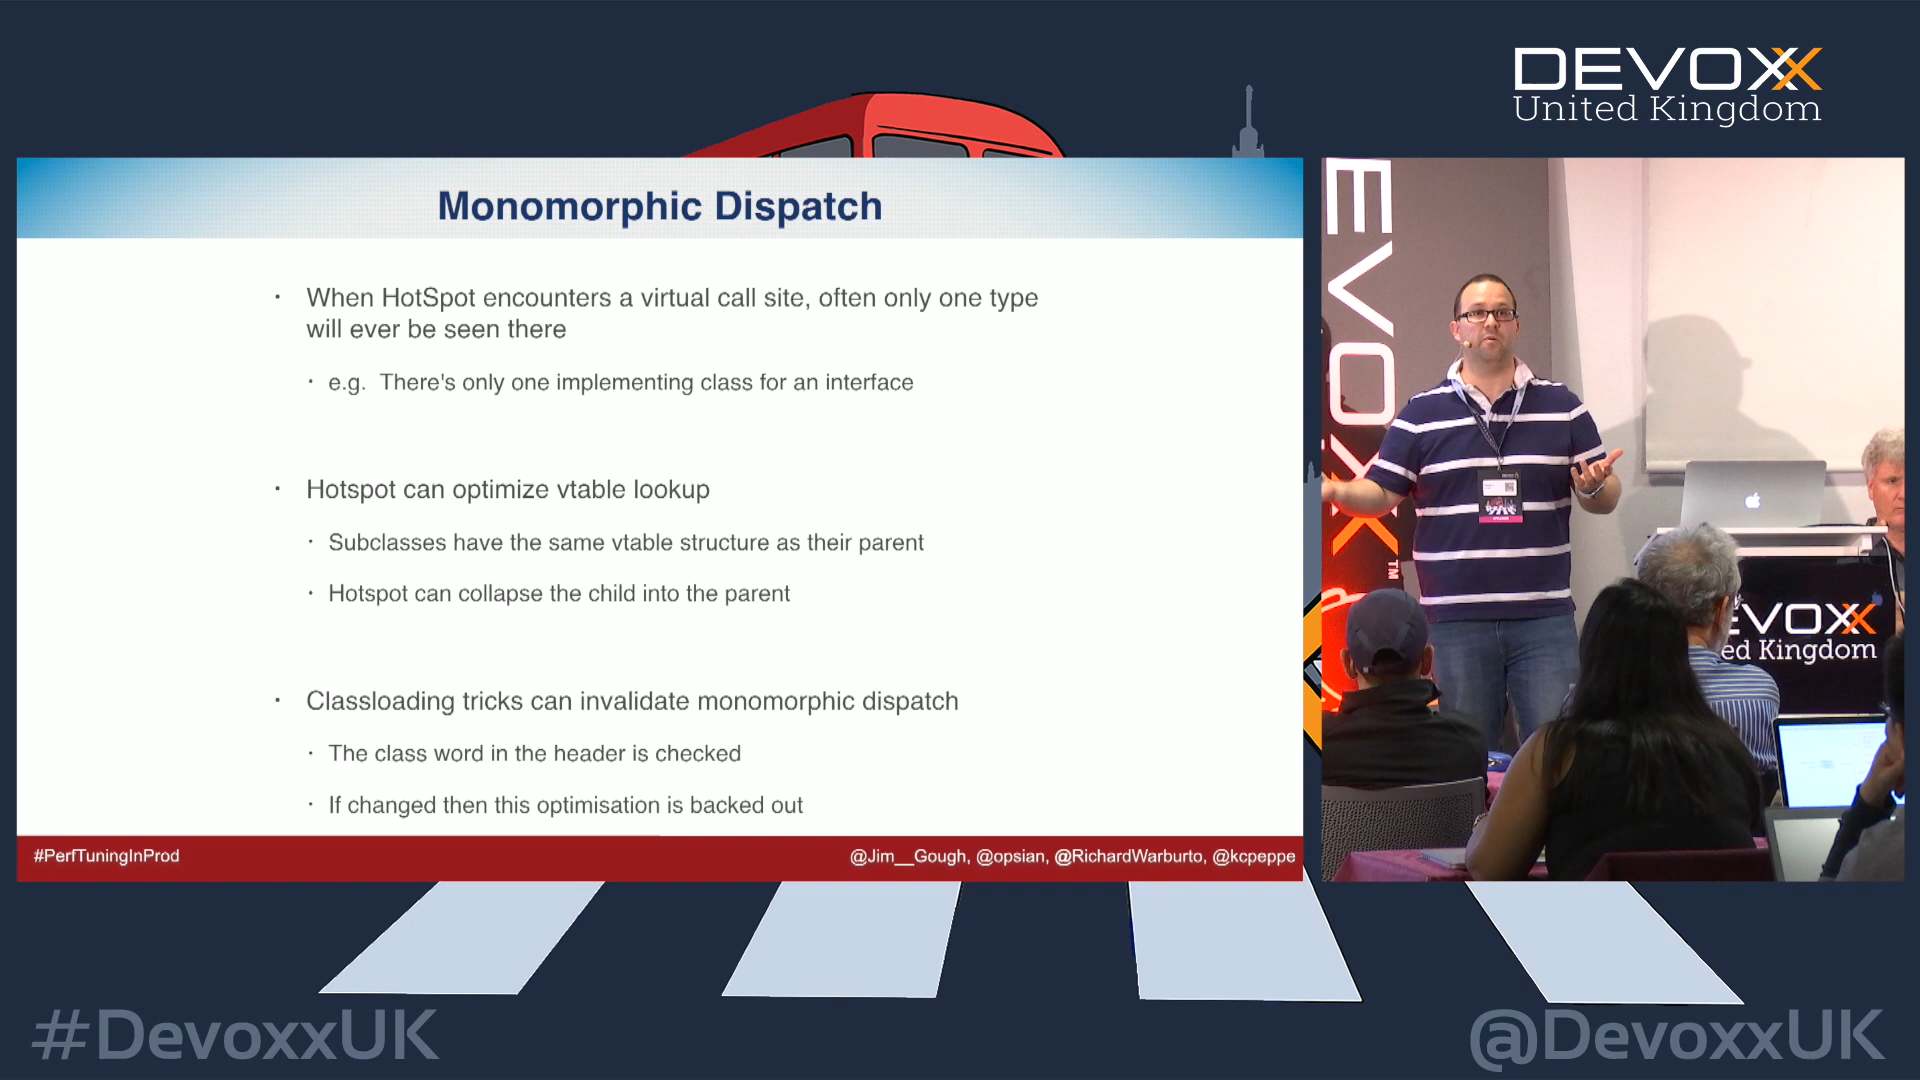 DEVOXX
United Kingdom
Monomorphic Dispatch
• When HotSpot encounters a virtual call site, often only one type
will ever be seen there
• e.g. There's only one implementing class for an interface
• Hotspot can optimize vtable lookup
• Subclasses have the same vtable structure as their parent
• Hotspot can collapse the child into the parent
• Classloading tricks can invalidate monomorphic dispatch
• The class word in the header is checked
• If changed then this optimisation is backed out
#PerfTuningInProd
@Jim__Gough, @opsian, @RichardWarburto, @kcpeppe
EVOXX™
EVOXX
ed Kingdom
#DevoxxUK
@DevoxxUK